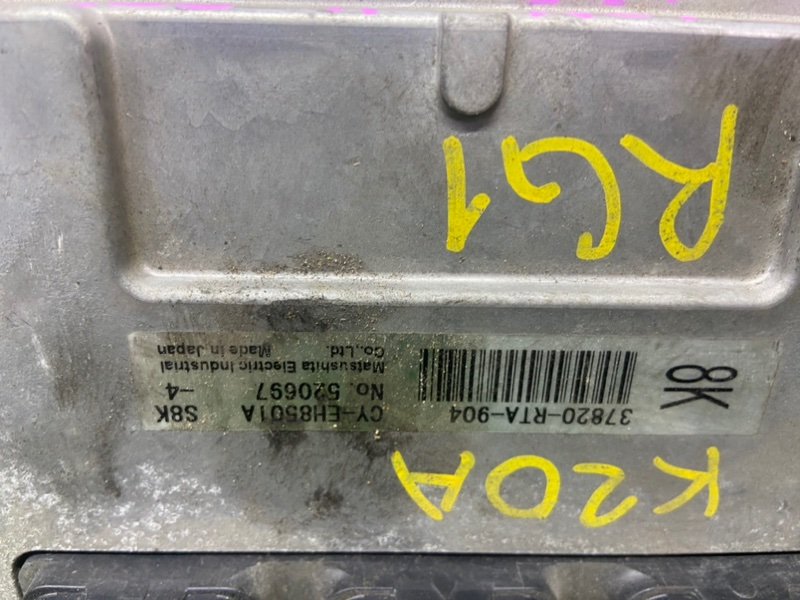 K20A
8K
37820-RTA-904
CY-EH8501A S8K
No. 520697 -4
Matsushita Electric Industrial
Co.,Ltd. Made in Japan
RG1